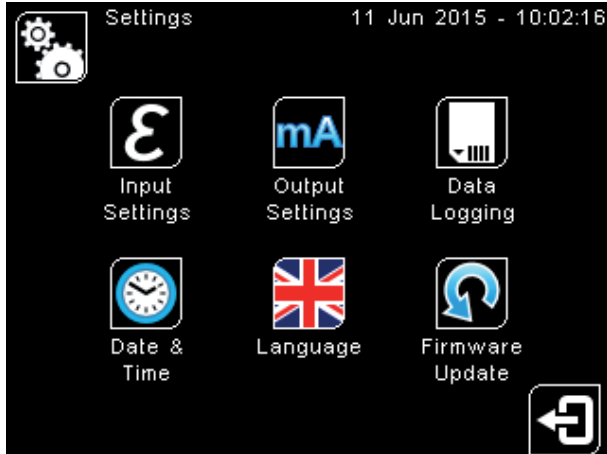 Settings 11 Jun 2015 - 10:02:16
ε mA
Input Output Data
Settings Settings Logging
Date & Language Firmware
Time Update